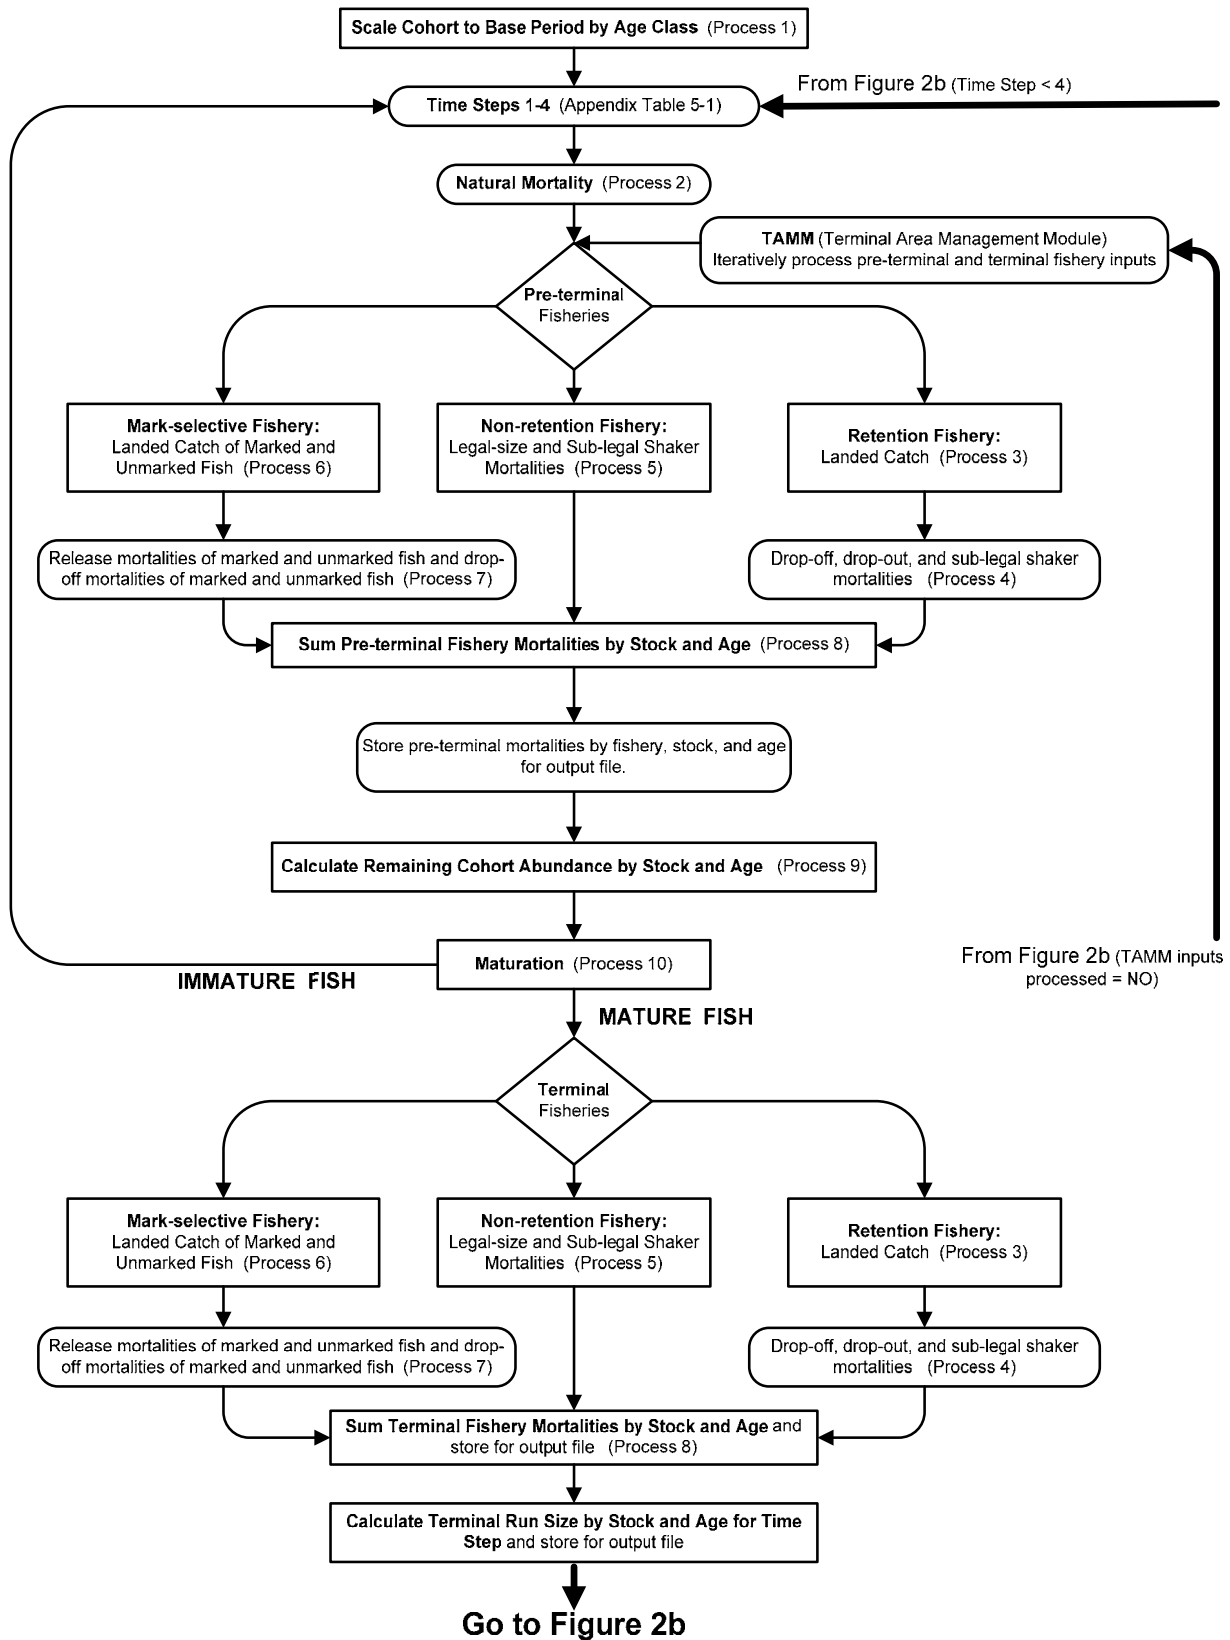 Scale Cohort to Base Period by Age Class (Process 1)
From Figure 2b (Time Step < 4)
Time Steps 1-4 (Appendix Table 5-1)
Natural Mortality (Process 2)
TAMM (Terminal Area Management Module)
Iteratively process pre-terminal and terminal fishery inputs
Pre-terminal
Fisheries
Mark-selective Fishery:
Landed Catch of Marked and
Unmarked Fish (Process 6)
Non-retention Fishery:
Legal-size and Sub-legal Shaker
Mortalities (Process 5)
Retention Fishery:
Landed Catch (Process 3)
Release mortalities of marked and unmarked fish and drop-
off mortalities of marked and unmarked fish (Process 7)
Drop-off, drop-out, and sub-legal shaker
mortalities (Process 4)
Sum Pre-terminal Fishery Mortalities by Stock and Age (Process 8)
Store pre-terminal mortalities by fishery, stock, and age
for output file.
Calculate Remaining Cohort Abundance by Stock and Age (Process 9)
Maturation (Process 10)
From Figure 2b (TAMM inputs
processed = NO)
IMMATURE FISH
MATURE FISH
Terminal
Fisheries
Mark-selective Fishery:
Landed Catch of Marked and
Unmarked Fish (Process 6)
Non-retention Fishery:
Legal-size and Sub-legal Shaker
Mortalities (Process 5)
Retention Fishery:
Landed Catch (Process 3)
Release mortalities of marked and unmarked fish and drop-
off mortalities of marked and unmarked fish (Process 7)
Drop-off, drop-out, and sub-legal shaker
mortalities (Process 4)
Sum Terminal Fishery Mortalities by Stock and Age and
store for output file (Process 8)
Calculate Terminal Run Size by Stock and Age for Time
Step and store for output file
Go to Figure 2b